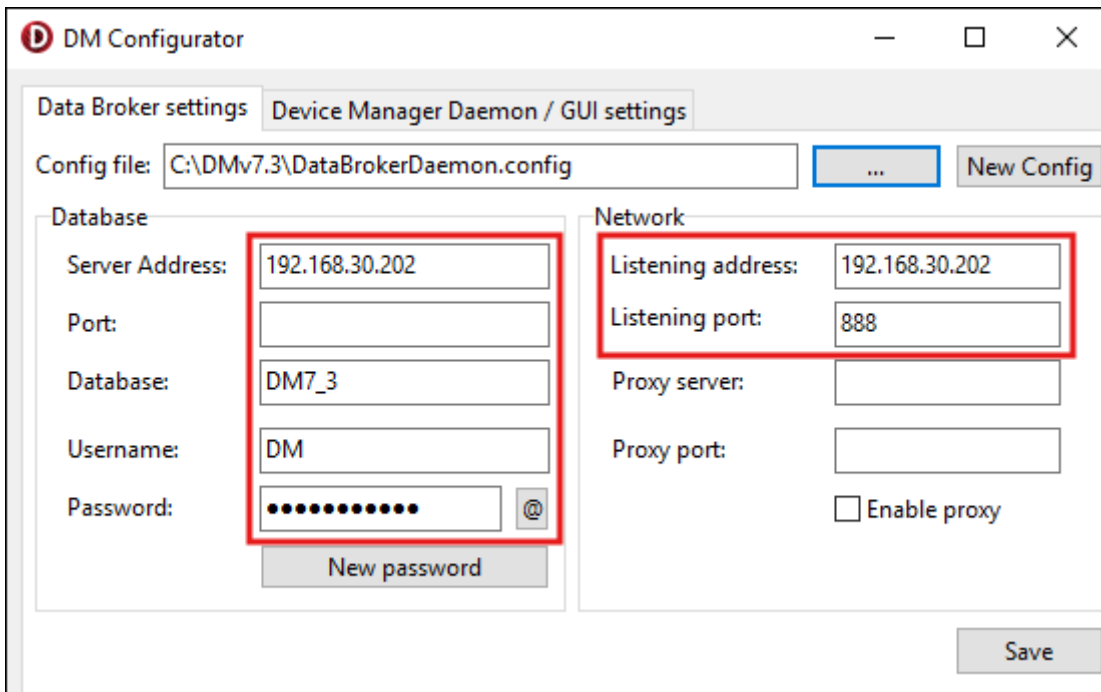 DM Configurator
Data Broker settings
Device Manager Daemon / GUI settings
Config file: C:\DMv7.3\DataBrokerDaemon.config ... New Config
Database
Server Address: 192.168.30.202
Port:
Database: DM7_3
Username: DM
Password: ●●●●●●●●●●● @
New password
Network
Listening address: 192.168.30.202
Listening port: 888
Proxy server:
Proxy port:
Enable proxy
Save